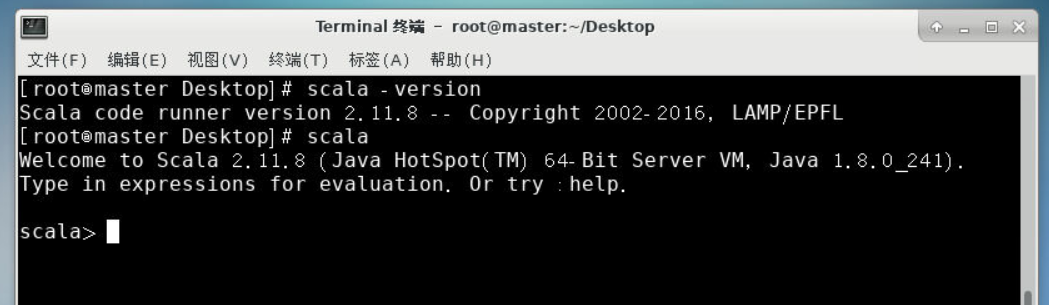 Terminal 终端 - root@master:~/Desktop
文件(F) 编辑(E) 视图(V) 终端(T) 标签(A) 帮助(H)
[root@master Desktop]# scala -version
Scala code runner version 2.11.8 -- Copyright 2002-2016, LAMP/EPFL
[root@master Desktop]# scala
Welcome to Scala 2.11.8 (Java HotSpot(TM) 64-Bit Server VM, Java 1.8.0_241).
Type in expressions for evaluation. Or try :help.
scala>